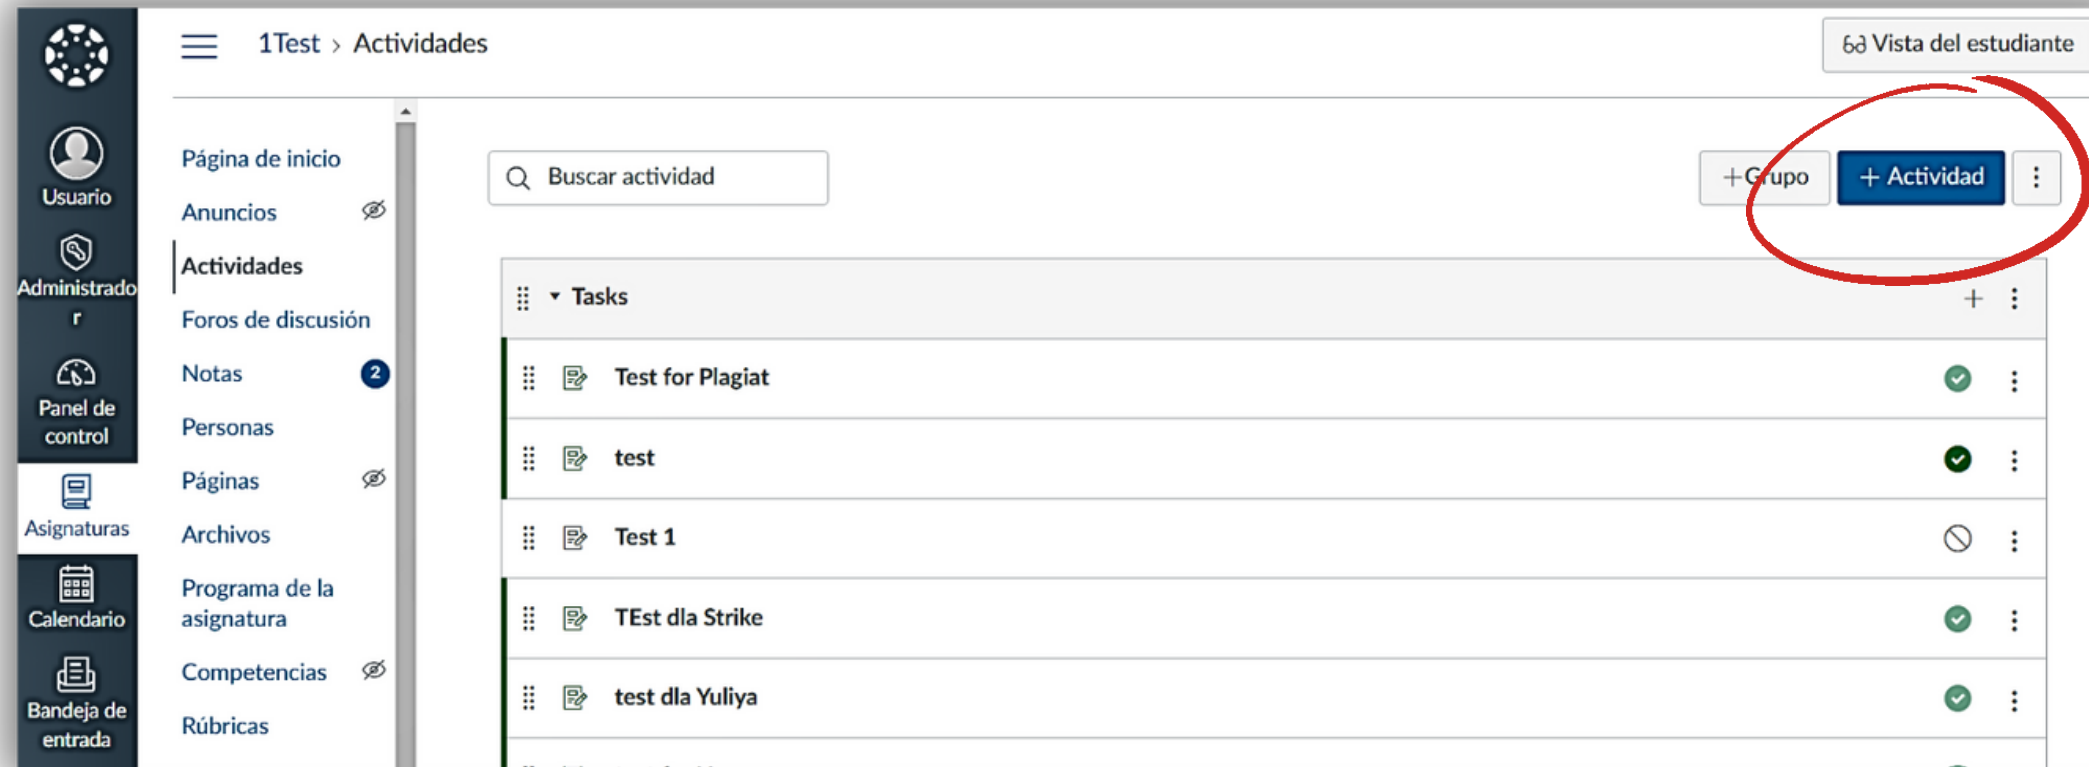 1Test › Actividades
Vista del estudiante
Usuario
Administrado
r
Panel de
control
Asignaturas
Calendario
Bandeja de
entrada
Página de inicio
Anuncios
Actividades
Foros de discusión
Notas 2
Personas
Páginas
Archivos
Programa de la
asignatura
Competencias
Rúbricas
Buscar actividad
+Grupo
+ Actividad
Tasks
Test for Plagiat
test
Test 1
TEst dla Strike
test dla Yuliya